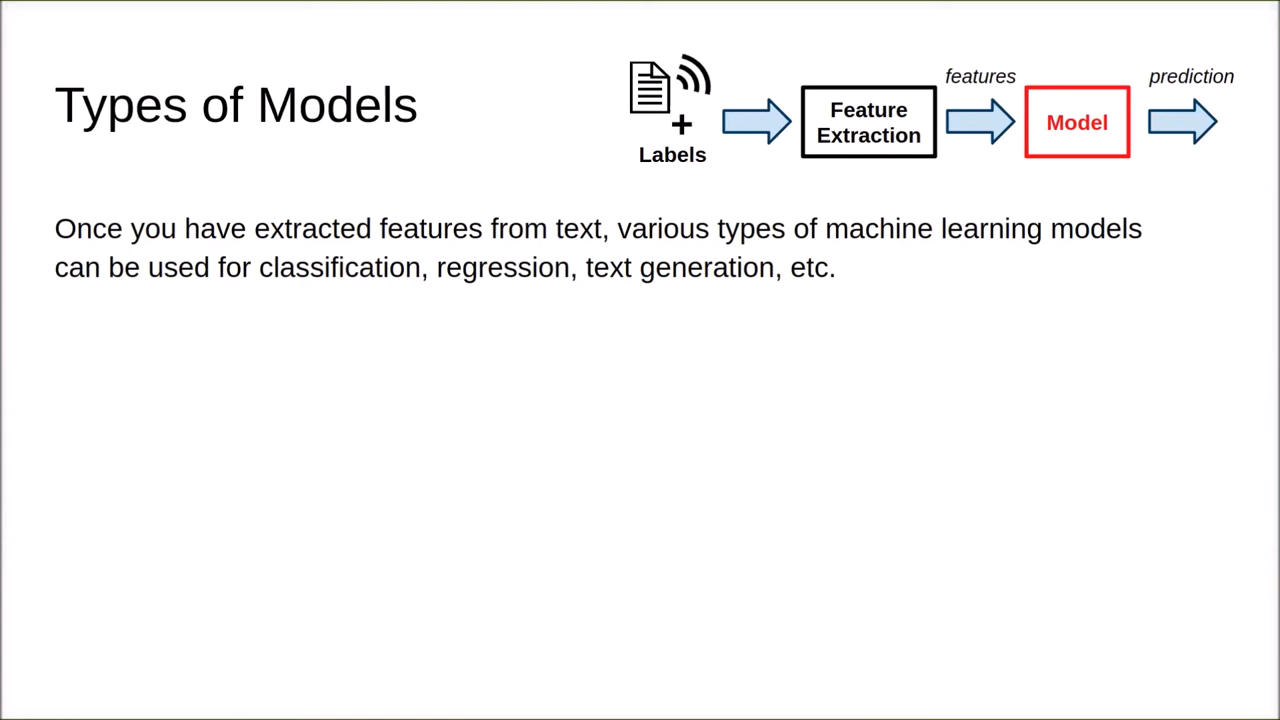 Types of Models
+
Labels
Feature
Extraction
features
Model
prediction
Once you have extracted features from text, various types of machine learning models
can be used for classification, regression, text generation, etc.